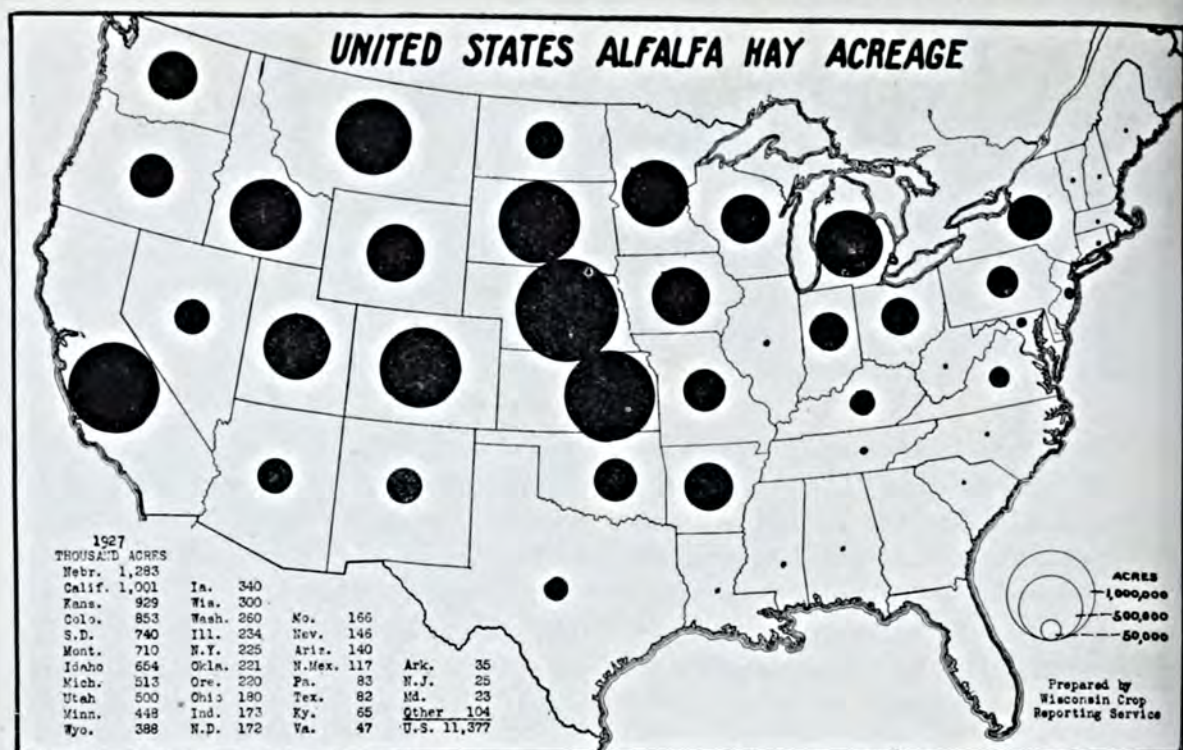 UNITED STATES ALFALFA HAY ACREAGE
1927
THOUSAND ACRES
Nebr. 1,283
Calif. 1,001
Kans. 929
Colo. 853
S.D. 740
Mont. 710
Idaho 654
Mich. 513
Utah 500
Minn. 448
Wyo. 388
Ia. 340
Wis. 300
Wash. 260
Ill. 234
N.Y. 225
Okla. 221
Ore. 220
Ohio 180
Ind. 173
N.D. 172
Mo. 166
Nev. 146
Ariz. 140
N.Mex. 117
Pa. 83
Tex. 82
Ky. 65
Va. 47
Ark. 35
N.J. 25
Md. 23
Other 104
U.S. 11,377
ACRES
1,000,000
500,000
50,000
Prepared by
Wisconsin Crop
Reporting Service